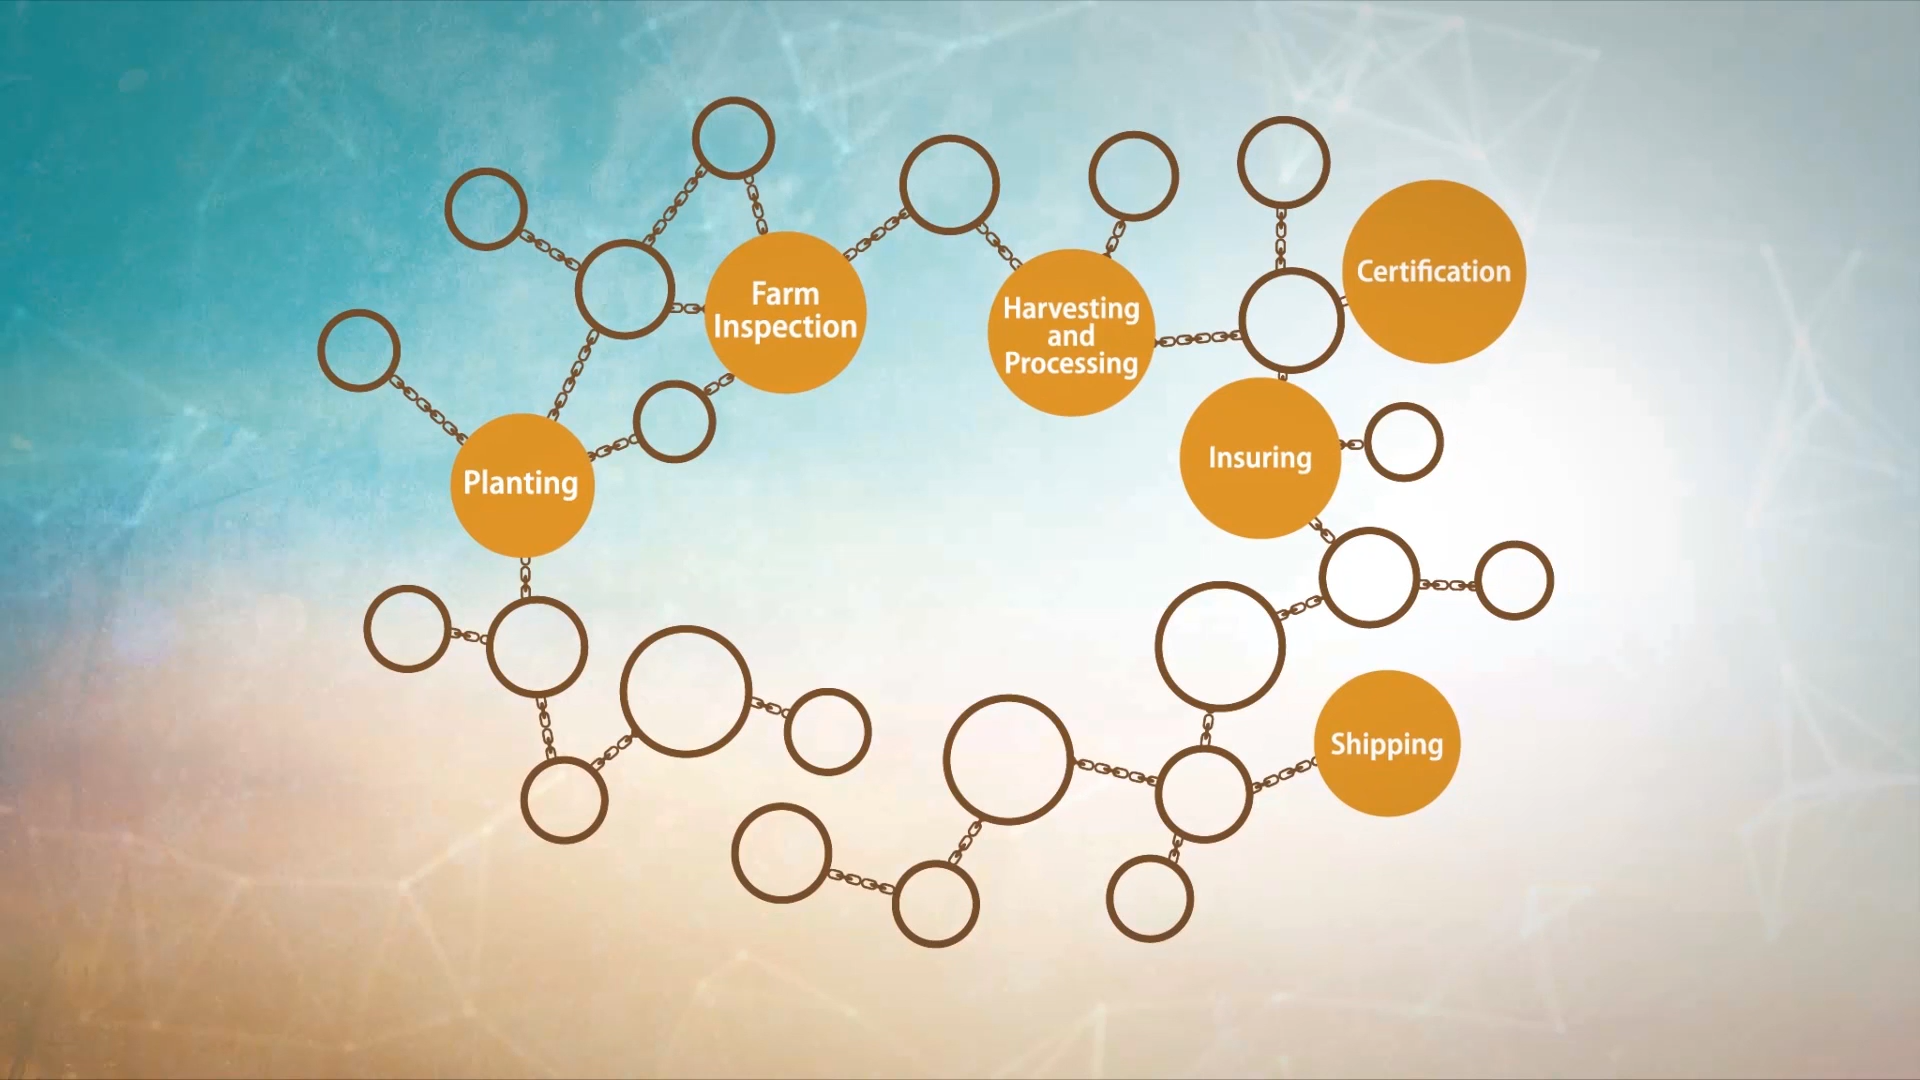 Farm
Inspection
Harvesting
and
Processing
Certification
Planting
Insuring
Shipping